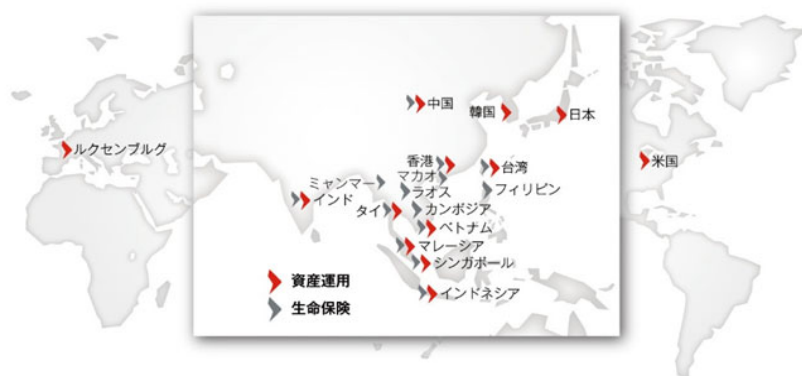 中国
韓国
日本
ルクセンブルグ
米国
香港
台湾
マカオ
ミャンマー
ラオス
フィリピン
インド
タイ
カンボジア
ベトナム
マレーシア
シンガポール
資産運用
インドネシア
生命保険